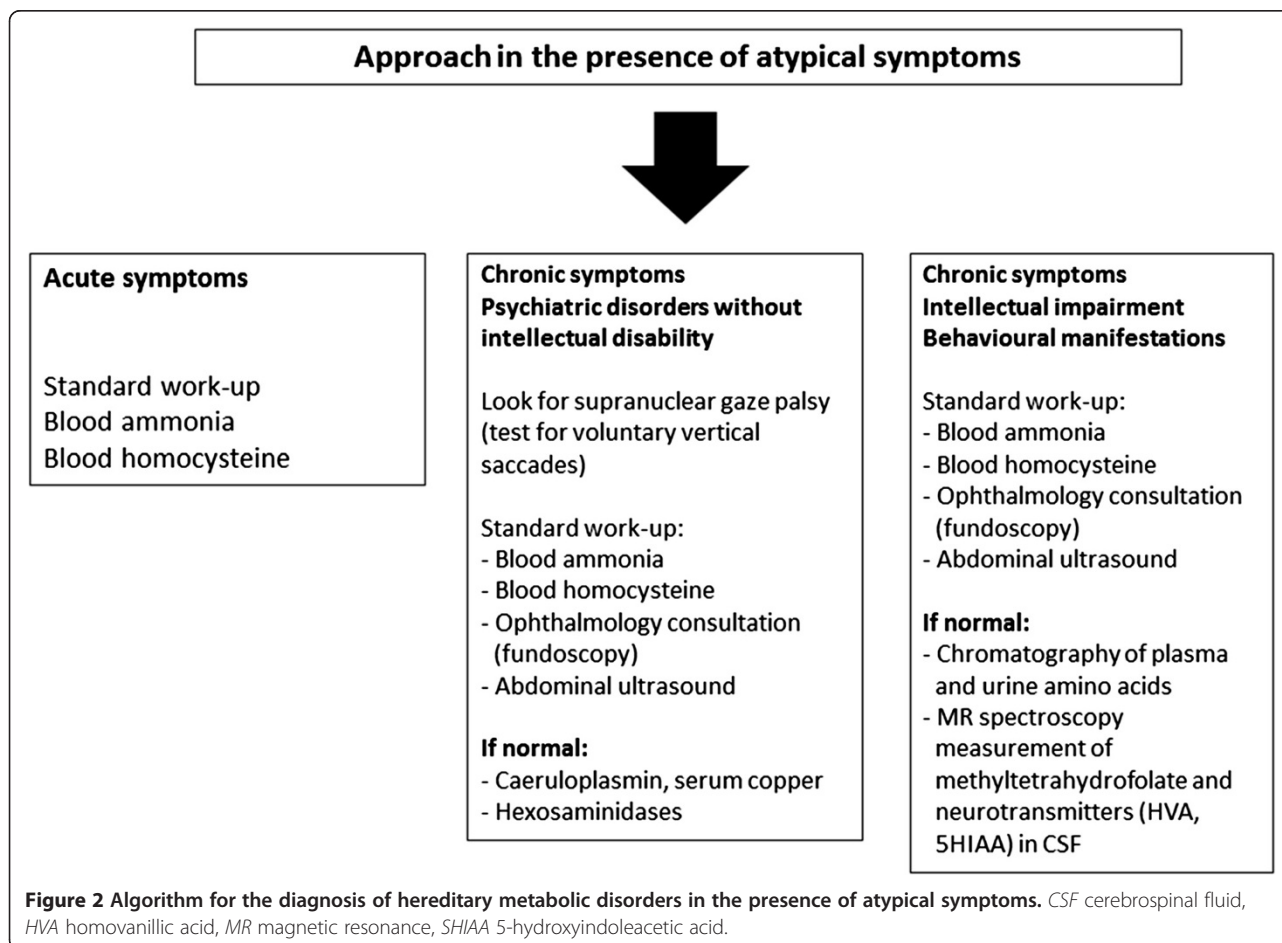 Approach in the presence of atypical symptoms
Acute symptoms
Standard work-up
Blood ammonia
Blood homocysteine
Chronic symptoms
Psychiatric disorders without
intellectual disability
Look for supranuclear gaze palsy
(test for voluntary vertical
saccades)
Standard work-up:
- Blood ammonia
- Blood homocysteine
- Ophthalmology consultation
(fundoscopy)
- Abdominal ultrasound
If normal:
- Caeruloplasmin, serum copper
- Hexosaminidases
Chronic symptoms
Intellectual impairment
Behavioural manifestations
Standard work-up:
- Blood ammonia
- Blood homocysteine
- Ophthalmology consultation
(fundoscopy)
- Abdominal ultrasound
If normal:
- Chromatography of plasma
and urine amino acids
- MR spectroscopy
measurement of
methyltetrahydrofolate and
neurotransmitters (HVA,
5HIAA) in CSF
Figure 2 Algorithm for the diagnosis of hereditary metabolic disorders in the presence of atypical symptoms. CSF cerebrospinal fluid,
HVA homovanillic acid, MR magnetic resonance, SHIAA 5-hydroxyindoleacetic acid.